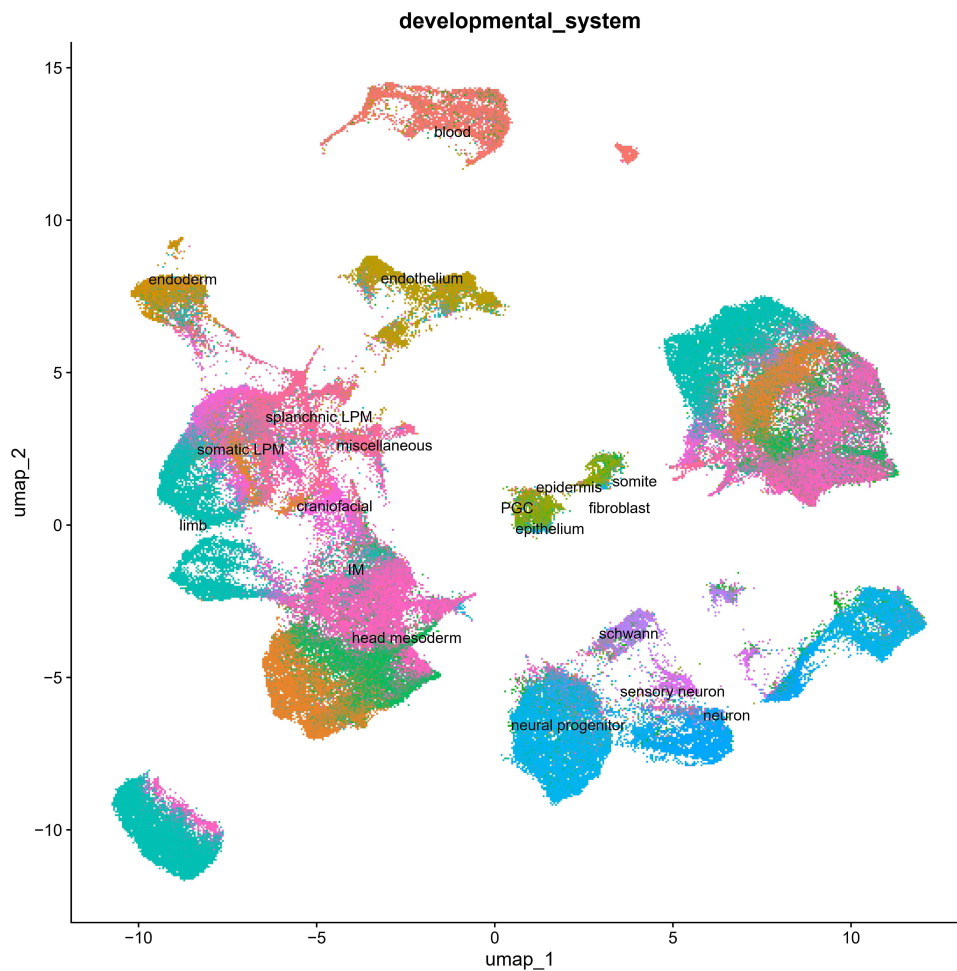 developmental_system
15
blood
10
endoderm
endothelium
5
splanchnic LPM
miscellaneous
somatic LPM
epidermis
somite
craniofacial
PGC
fibroblast
limb
epithelium
0
IM
schwann
head mesoderm
−5
sensory neuron
neuron
neural progenitor
−10
umap_2
−10
−5
0
5
10
umap_1